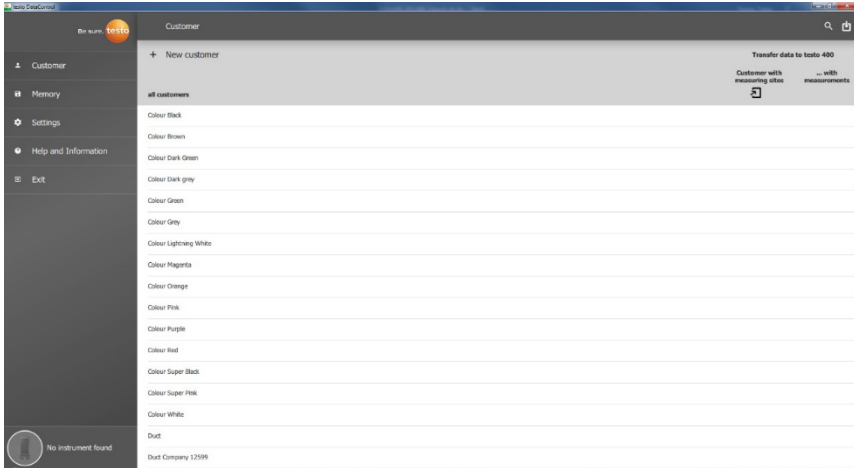 testo DataControl
Be sure. testo
Customer
Customer
Memory
Settings
Help and Information
Exit
No instrument found
+ New customer
Transfer data to testo 400
Customer with
measuring sites
... with
measurements
all customers
Colour Black
Colour Brown
Colour Dark Green
Colour Dark grey
Colour Green
Colour Grey
Colour Lightning White
Colour Magenta
Colour Orange
Colour Pink
Colour Purple
Colour Red
Colour Super Black
Colour Super Pink
Colour White
Duct
Duct Company 12599